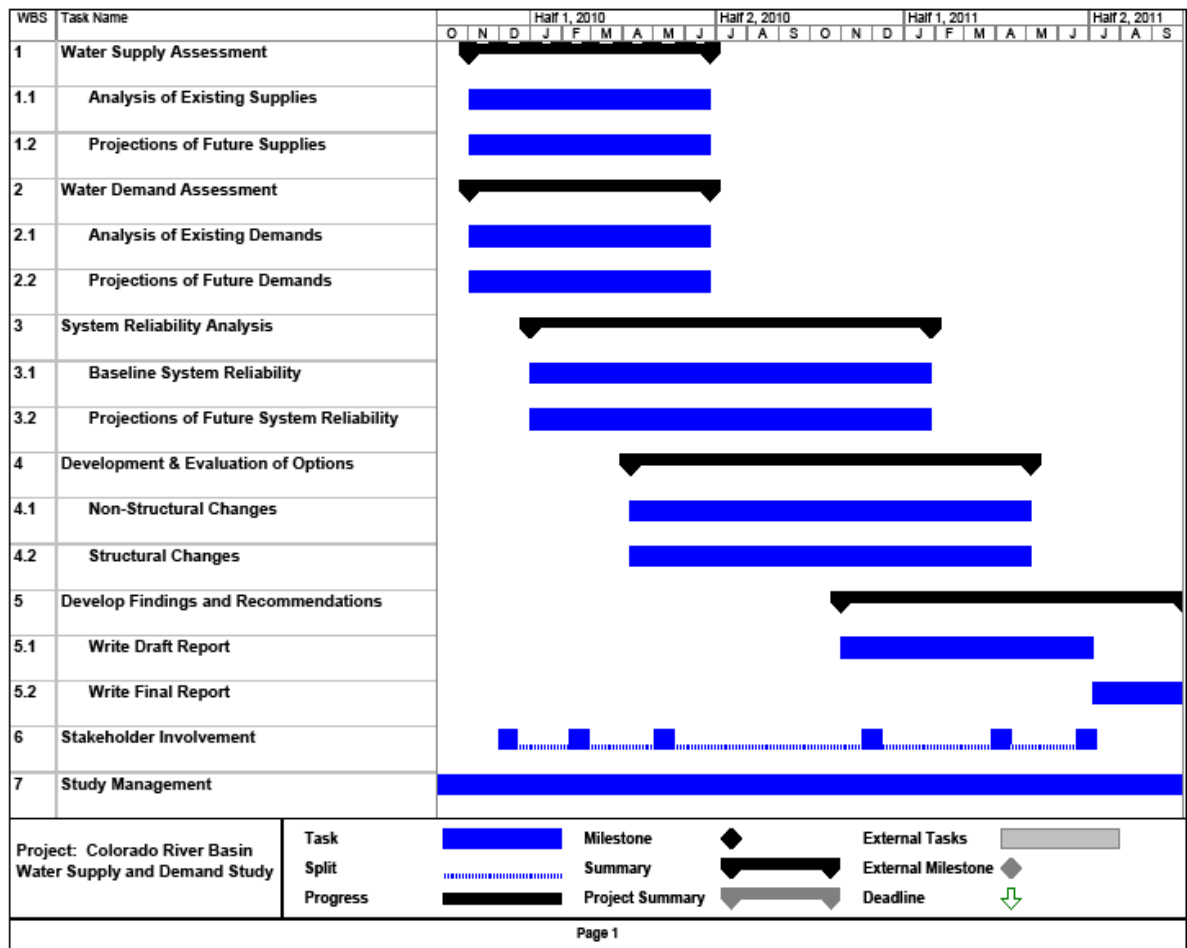 WBS Task Name Half 1, 2010 Half 2, 2010 Half 1, 2011 Half 2, 2011
O N D J F M A M J J A S O N D J F M A M J J A S
1 Water Supply Assessment
1.1 Analysis of Existing Supplies
1.2 Projections of Future Supplies
2 Water Demand Assessment
2.1 Analysis of Existing Demands
2.2 Projections of Future Demands
3 System Reliability Analysis
3.1 Baseline System Reliability
3.2 Projections of Future System Reliability
4 Development & Evaluation of Options
4.1 Non-Structural Changes
4.2 Structural Changes
5 Develop Findings and Recommendations
5.1 Write Draft Report
5.2 Write Final Report
6 Stakeholder Involvement
7 Study Management
Project: Colorado River Basin
Water Supply and Demand Study
Task Milestone External Tasks
Split Summary External Milestone
Progress Project Summary Deadline
Page 1